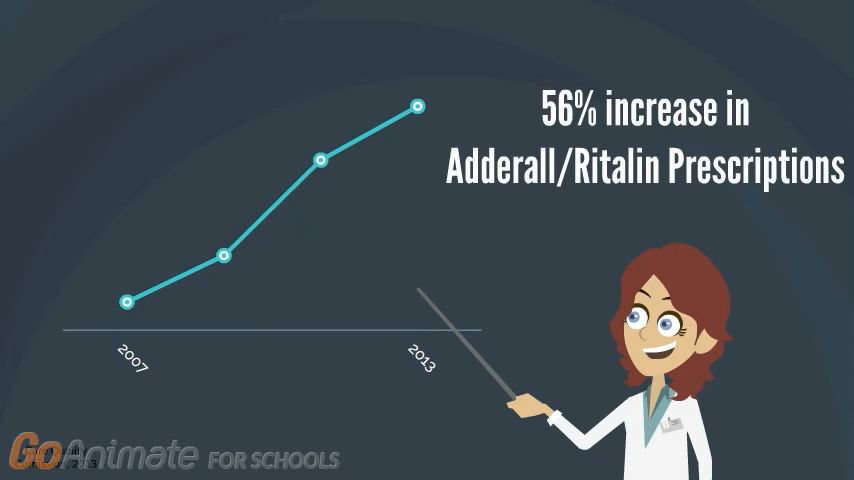 56% increase in
Adderall/Ritalin Prescriptions
2007
2013
GoAnimate FOR SCHOOLS